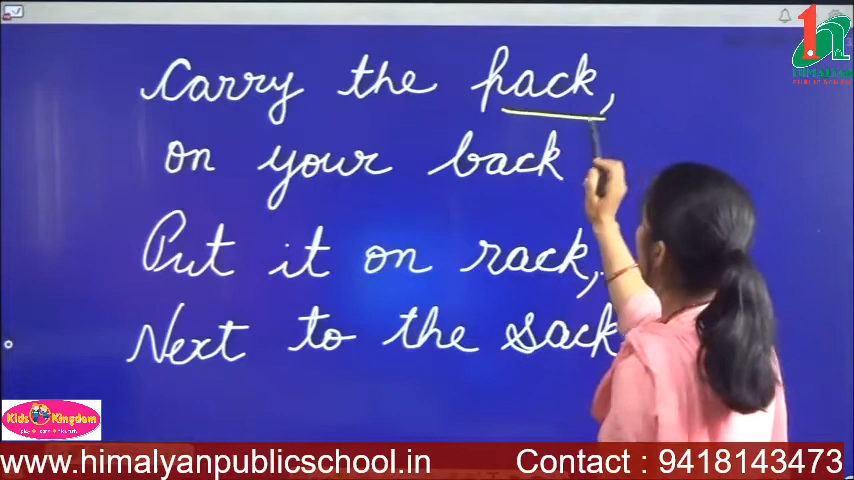 Carry the pack,
on your back
Put it on rack,
Next to the sack
Kids Kingdom
www.himalyanpublicschool.in Contact : 9418143473